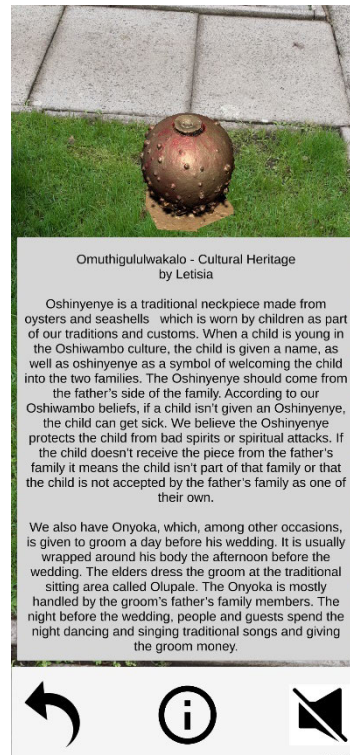 Omuthigululwakalo - Cultural Heritage
by Letisia
Oshinyenye is a traditional neckpiece made from
oysters and seashells which is worn by children as part
of our traditions and customs. When a child is young in
the Oshiwambo culture, the child is given a name, as
well as oshinyenye as a symbol of welcoming the child
into the two families. The Oshinyenye should come from
the father's side of the family. According to our
Oshiwambo beliefs, if a child isn't given an Oshinyenye,
the child can get sick. We believe the Oshinyenye
protects the child from bad spirits or spiritual attacks. If
the child doesn't receive the piece from the father's
family it means the child isn't part of that family or that
the child is not accepted by the father's family as one of
their own.
We also have Onyoka, which, among other occasions,
is given to groom a day before his wedding. It is usually
wrapped around his body the afternoon before the
wedding. The elders dress the groom at the traditional
sitting area called Olupale. The Onyoka is mostly
handled by the groom's father's family members. The
night before the wedding, people and guests spend the
night dancing and singing traditional songs and giving
the groom money.